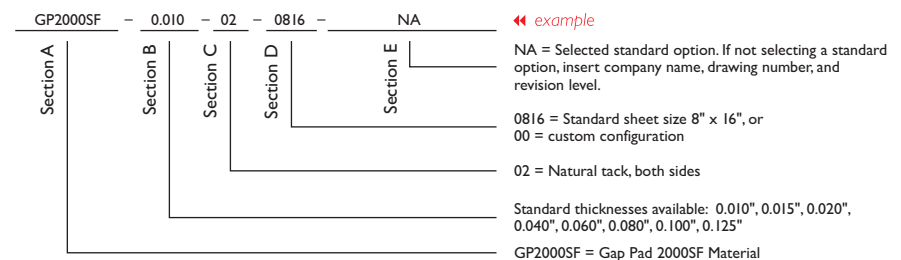 GP2000SF – 0.010 – 02 – 0816 – NA
example
Section A
Section B
Section C
Section D
Section E
NA = Selected standard option. If not selecting a standard
option, insert company name, drawing number, and
revision level.
0816 = Standard sheet size 8" x 16", or
00 = custom configuration
02 = Natural tack, both sides
Standard thicknesses available: 0.010", 0.015", 0.020",
0.040", 0.060", 0.080", 0.100", 0.125"
GP2000SF = Gap Pad 2000SF Material